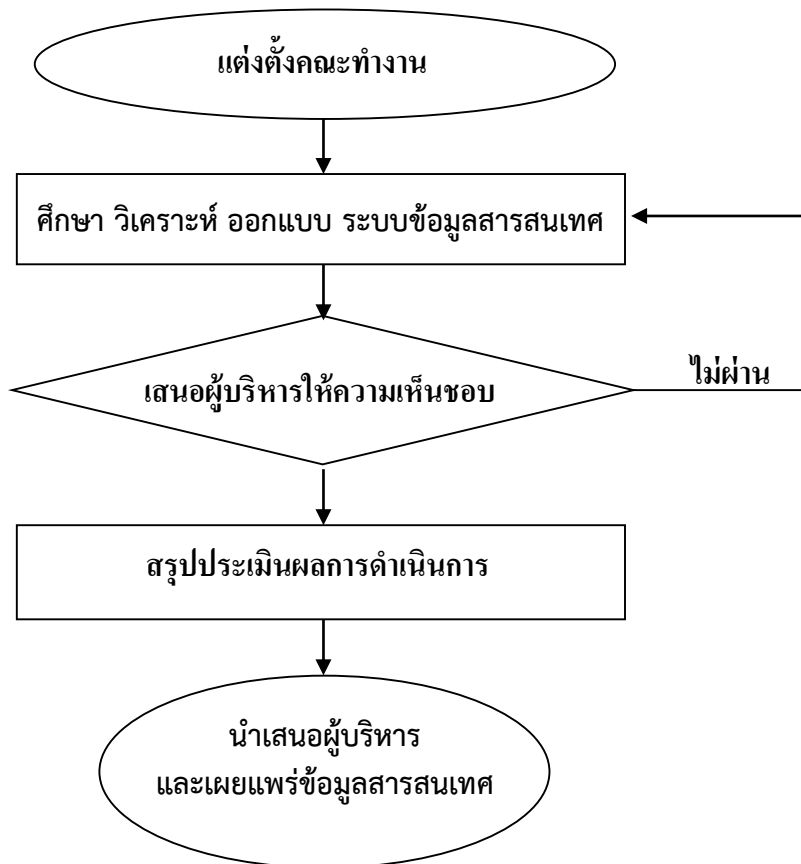 แต่งตั้งคณะทำงาน
ศึกษา วิเคราะห์ ออกแบบ ระบบข้อมูลสารสนเทศ
เสนอผู้บริหารให้ความเห็นชอบ
ไม่ผ่าน
สรุปประเมินผลการดำเนินการ
นำเสนอผู้บริหาร
และเผยแพร่ข้อมูลสารสนเทศ